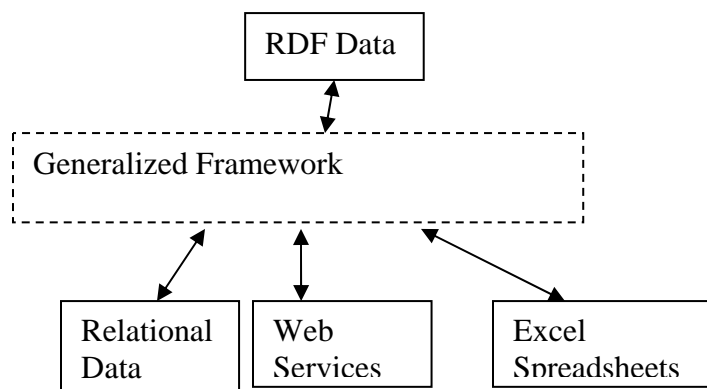 RDF Data
Generalized Framework
Relational
Data
Web
Services
Excel
Spreadsheets